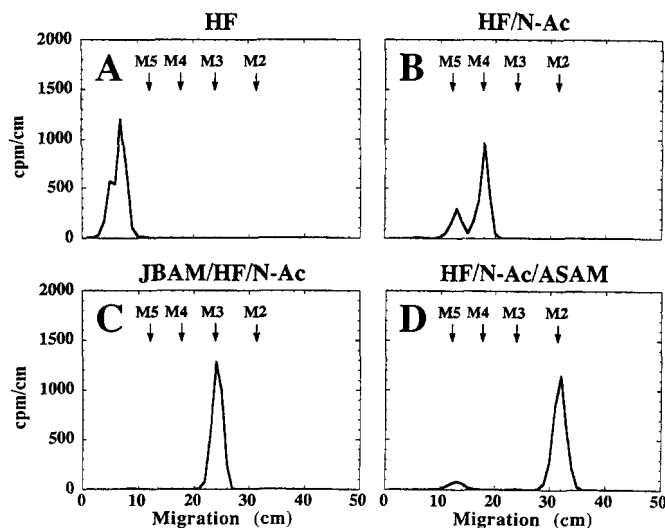 HF
HF/N-Ac
2000
1500
1000
500
0
cpm/cm
A
M5 M4 M3 M2
B
M5 M4 M3 M2
JBAM/HF/N-Ac
HF/N-Ac/ASAM
2000
1500
1000
500
0
cpm/cm
C
M5 M4 M3 M2
D
M5 M4 M3 M2
0 10 20 30 40 50
Migration (cm)
10 20 30 40 50
Migration (cm)